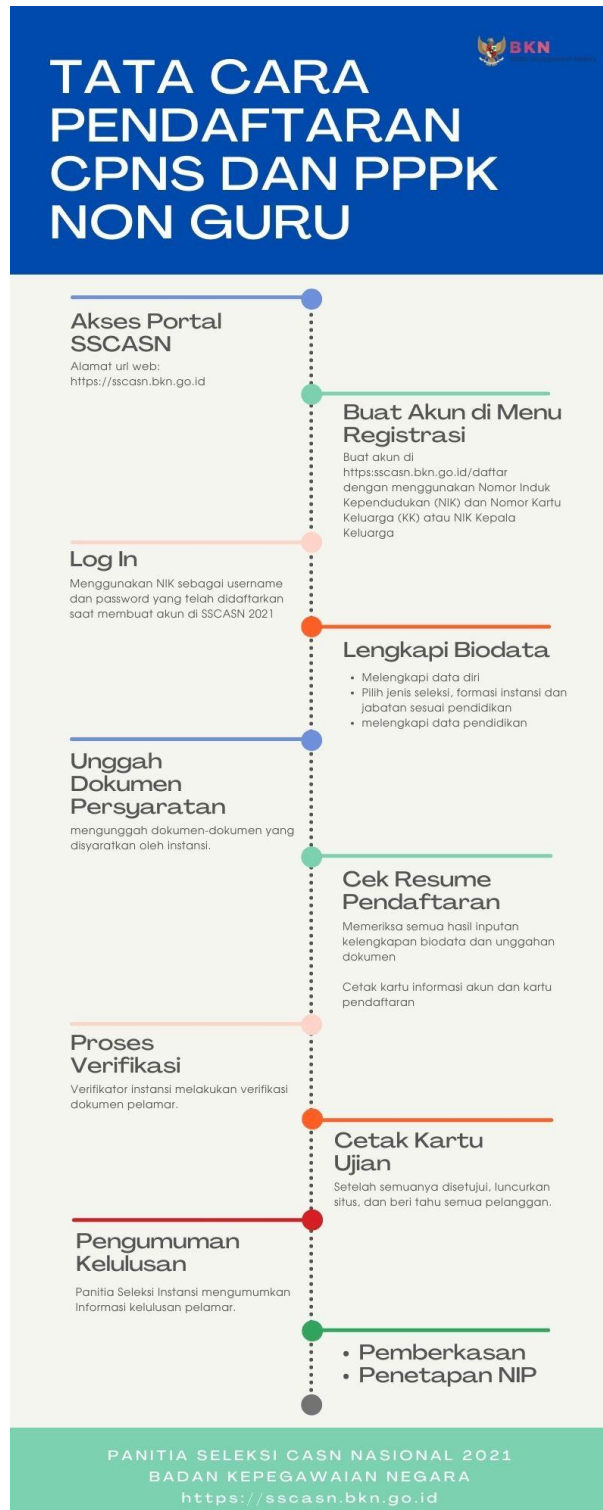 BKN
TATA CARA
PENDAFTARAN
CPNS DAN PPPK
NON GURU
Akses Portal
SSCASN
Alamat url web:
https://sscasn.bkn.go.id
Buat Akun di Menu
Registrasi
Buat akun di
https:sscasn.bkn.go.id/daftar
dengan menggunakan Nomor Induk
Kependudukan (NIK) dan Nomor Kartu
Keluarga (KK) atau NIK Kepala
Keluarga
Log In
Menggunakan NIK sebagai username
dan password yang telah didaftarkan
saat membuat akun di SSCASN 2021
Lengkapi Biodata
• Melengkapi data diri
• Pilih jenis seleksi, formasi instansi dan
jabatan sesuai pendidikan
• melengkapi data pendidikan
Unggah
Dokumen
Persyaratan
mengunggah dokumen-dokumen yang
disyaratkan oleh instansi.
Cek Resume
Pendaftaran
Memeriksa semua hasil inputan
kelengkapan biodata dan unggahan
dokumen
Cetak kartu informasi akun dan kartu
pendaftaran
Proses
Verifikasi
Verifikator instansi melakukan verifikasi
dokumen pelamar.
Cetak Kartu
Ujian
Setelah semuanya disetujui, luncurkan
situs, dan beri tahu semua pelanggan.
Pengumuman
Kelulusan
Panitia Seleksi Instansi mengumumkan
Informasi kelulusan pelamar.
• Pemberkasan
• Penetapan NIP
PANITIA SELEKSI CASN NASIONAL 2021
BADAN KEPEGAWAIAN NEGARA
https://sscasn.bkn.go.id